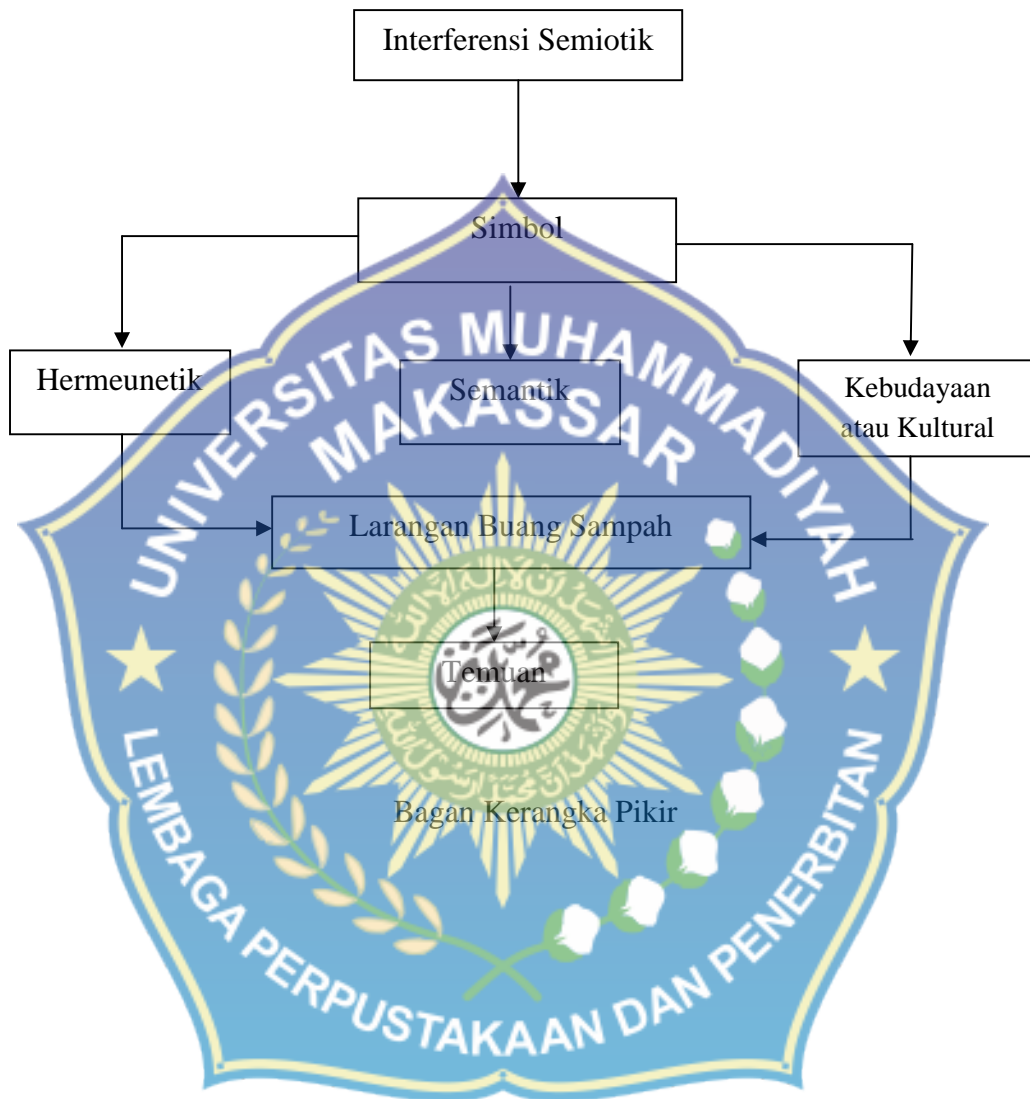 Interferensi Semiotik
Simbol
Hermeunetik
Semantik
Kebudayaan
atau Kultural
Larangan Buang Sampah
Temuan
Bagan Kerangka Pikir
UNIVERSITAS MUHAMMADIYAH
MAKASSAR
LEMBAGA PERPUSTAKAAN DAN PENERBITAN